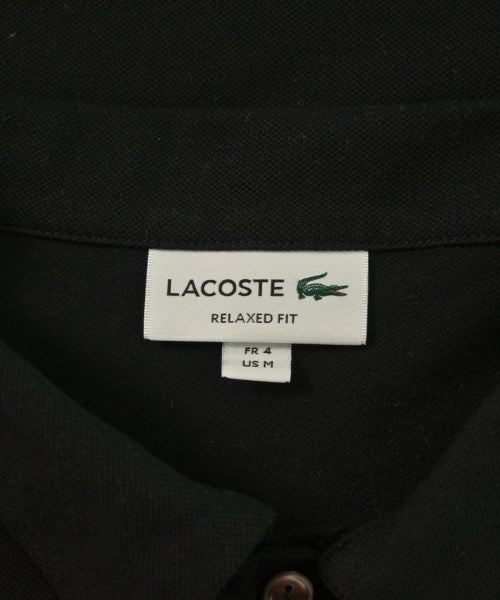 LACOSTE
RELAXED FIT
FR 4
US M